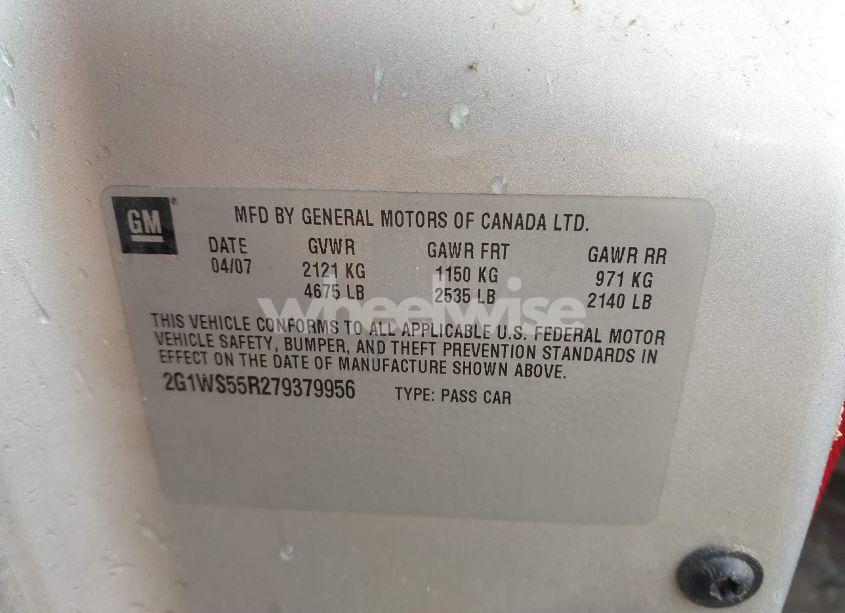 GM®
MFD BY GENERAL MOTORS OF CANADA LTD.
DATE GVWR GAWR FRT GAWR RR
04/07 2121 KG 1150 KG 971 KG
4675 LB 2535 LB 2140 LB
wheelwise
THIS VEHICLE CONFORMS TO ALL APPLICABLE U.S. FEDERAL MOTOR
VEHICLE SAFETY, BUMPER, AND THEFT PREVENTION STANDARDS IN
EFFECT ON THE DATE OF MANUFACTURE SHOWN ABOVE.
2G1WS55R279379956 TYPE: PASS CAR